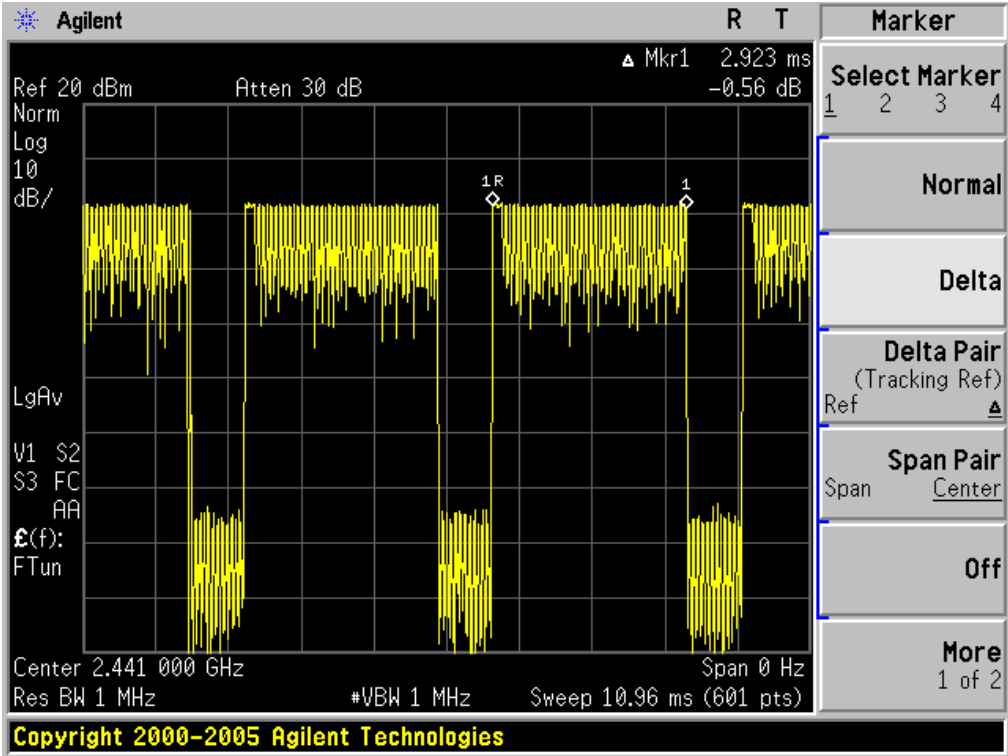 Agilent R T
Δ Mkr1 2.923 ms
Ref 20 dBm Atten 30 dB -0.56 dB
Norm
Log
10
dB/
1R
1
LgAv
V1 S2
S3 FC
AA
£(f):
FTun
Center 2.441 000 GHz Span 0 Hz
Res BW 1 MHz #VBW 1 MHz Sweep 10.96 ms (601 pts)
Copyright 2000-2005 Agilent Technologies
Marker
Select Marker
1 2 3 4
Normal
Delta
Delta Pair
(Tracking Ref)
Ref Δ
Span Pair
Span Center
Off
More
1 of 2